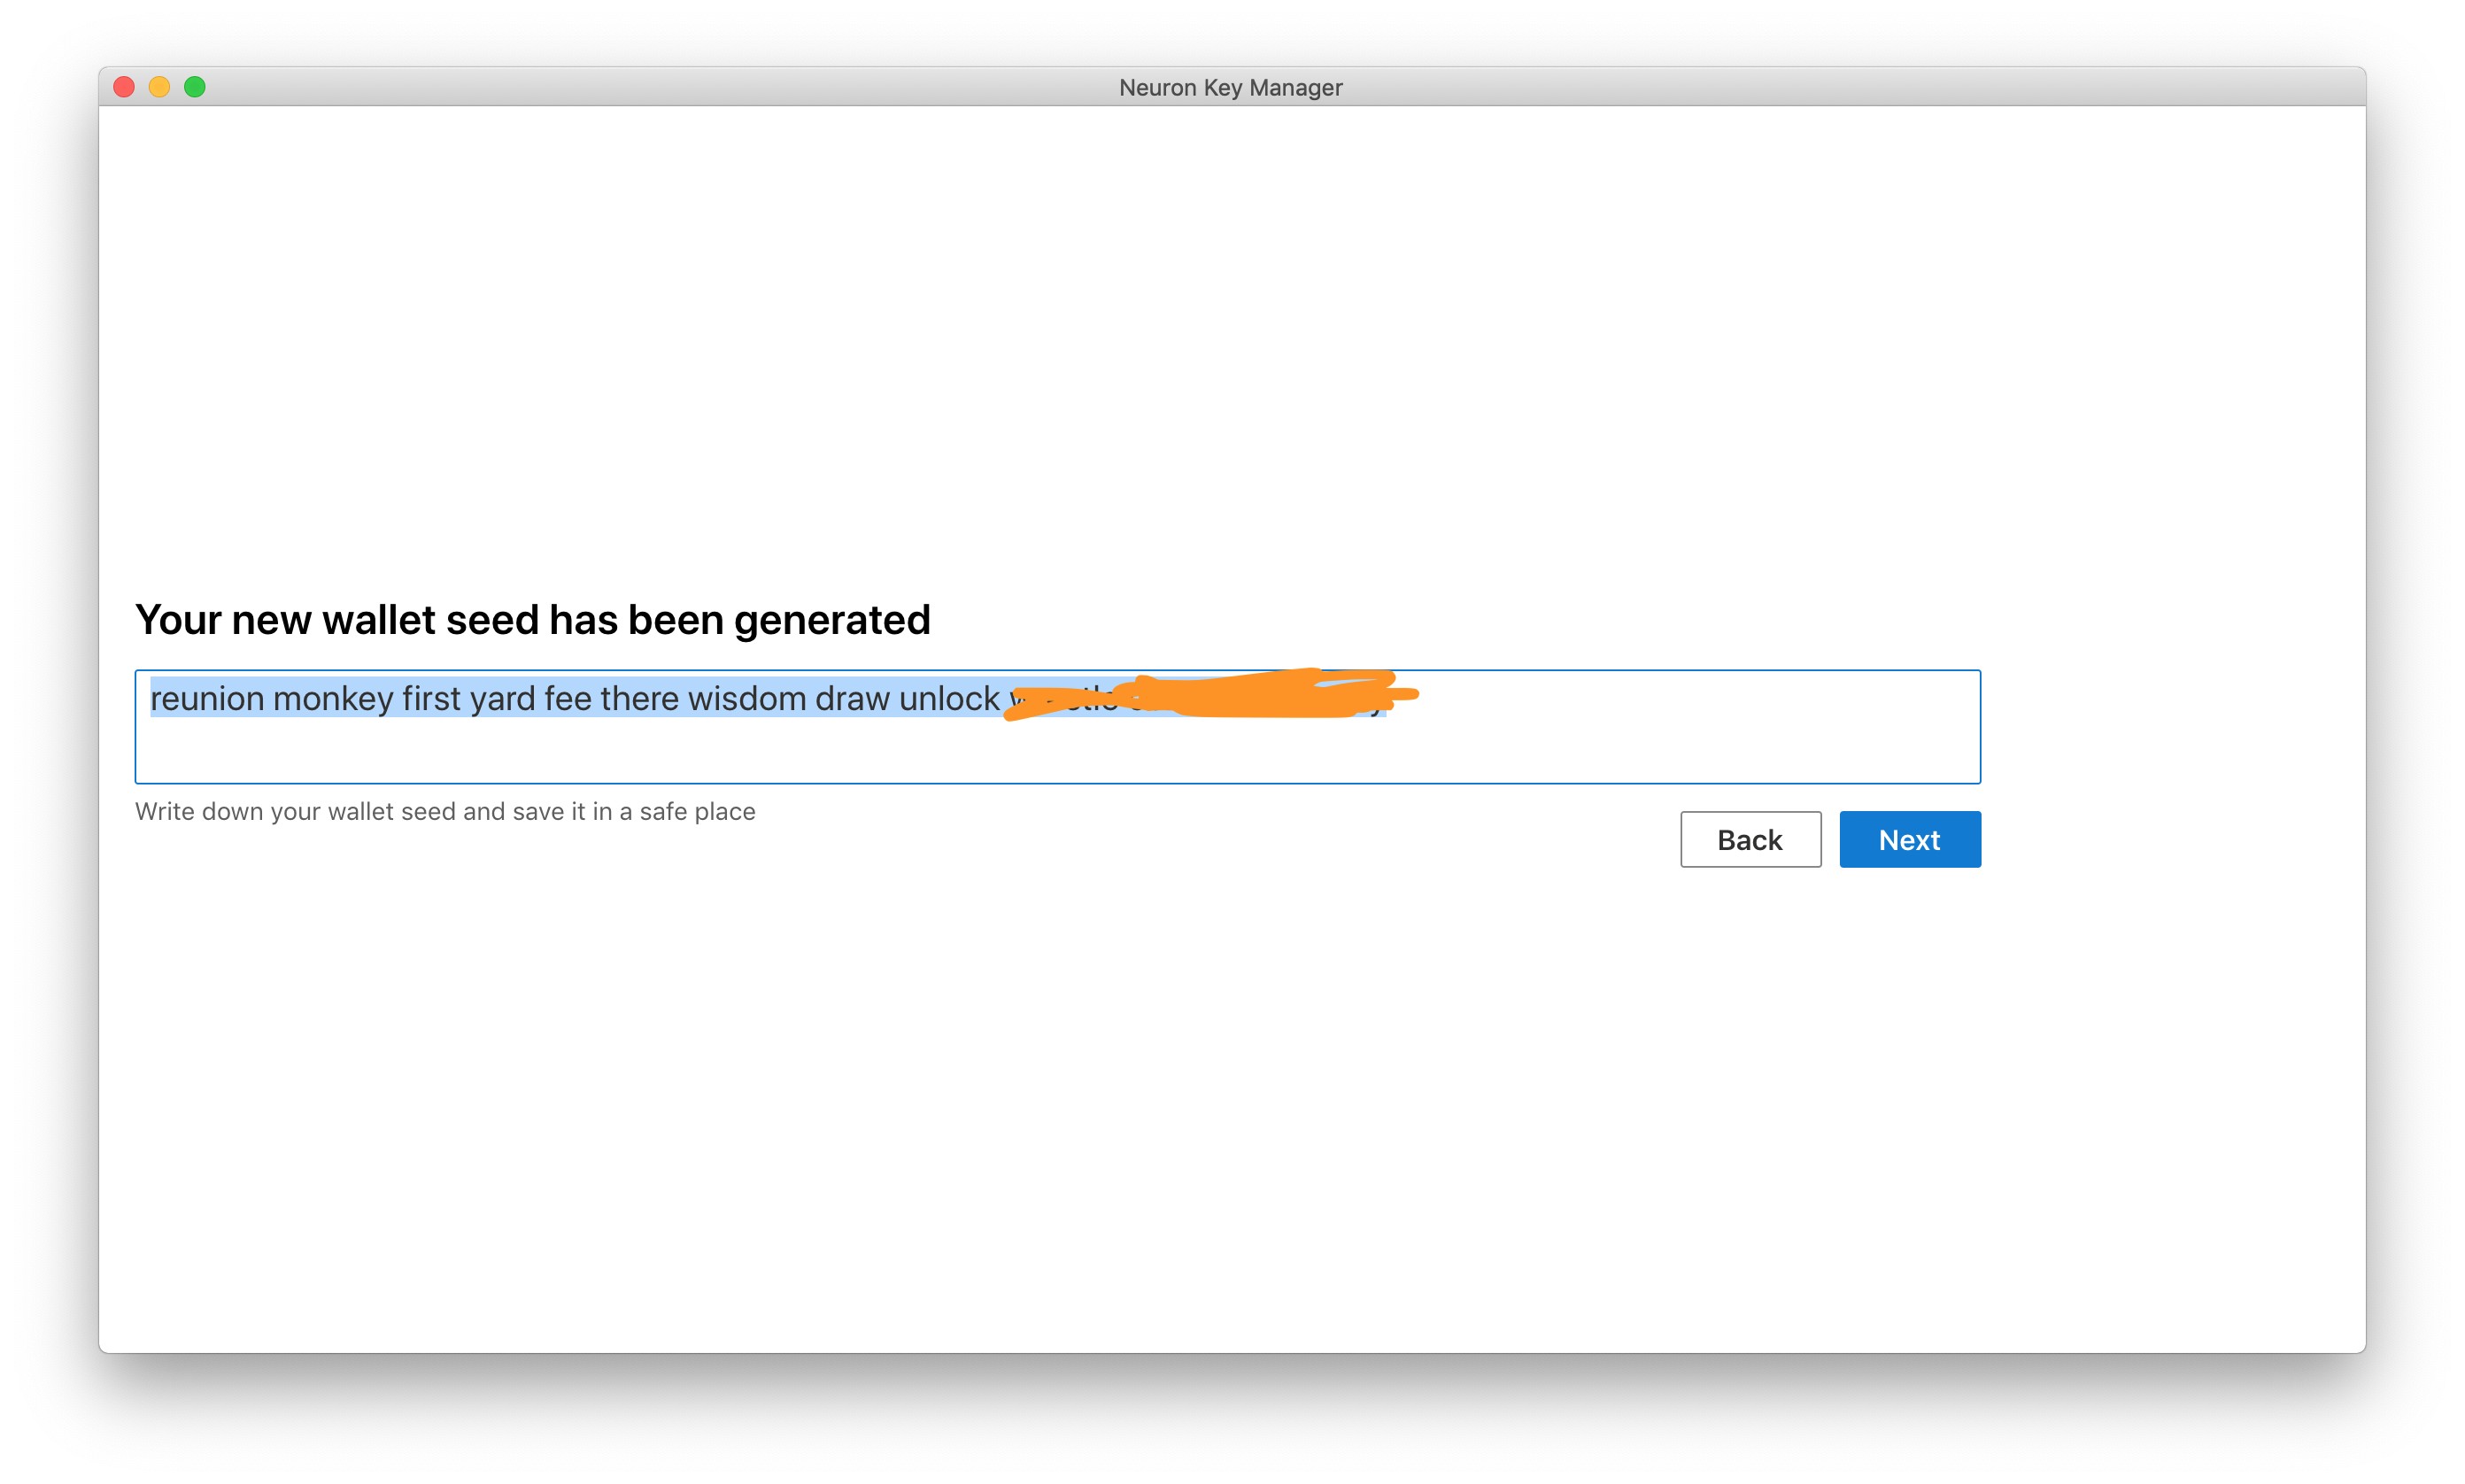 Neuron Key Manager
Your new wallet seed has been generated
reunion monkey first yard fee there wisdom draw unlock
Write down your wallet seed and save it in a safe place
Back
Next